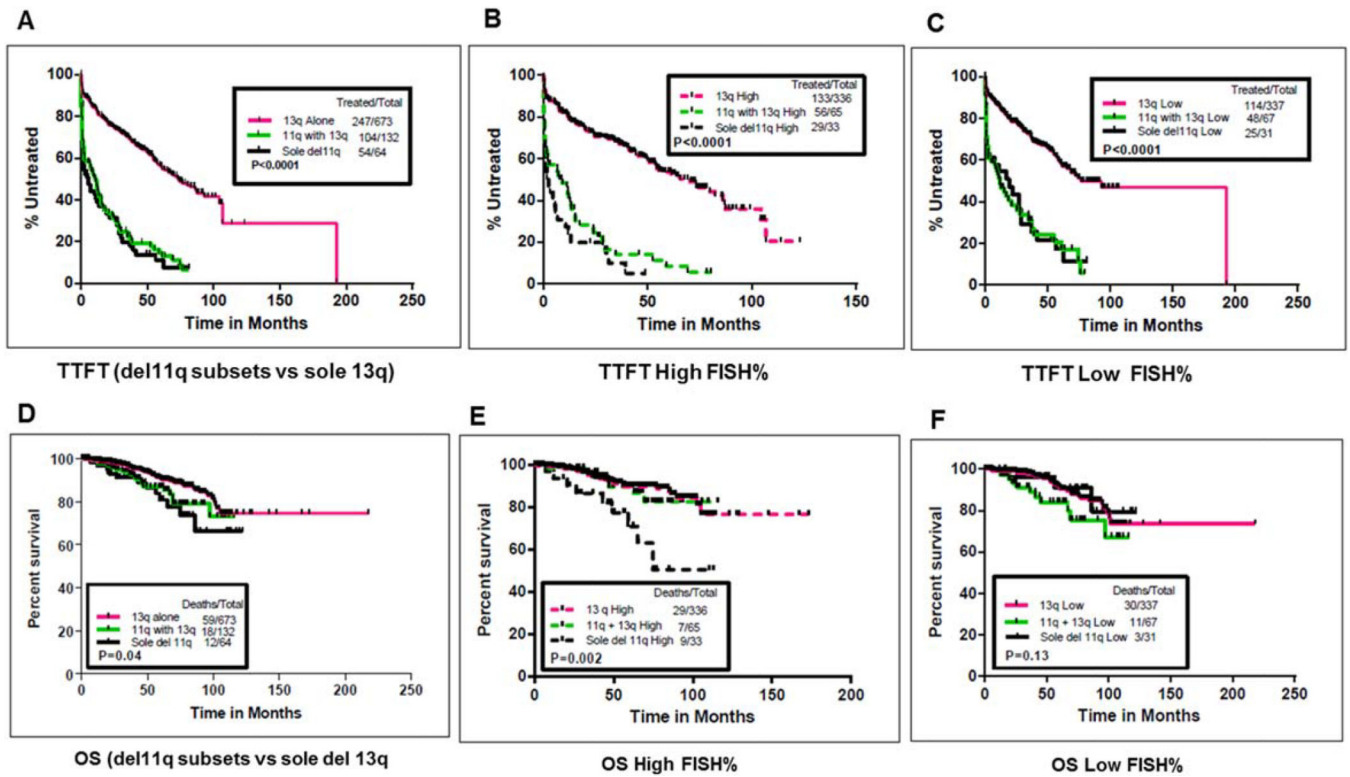 A
B
C
100
80
60
40
20
0
% Untreated
Treated/Total
13q Alone 247/673
11q with 13q 104/132
Sole del11q 54/64
P<0.0001
0 50 100 150 200 250
Time in Months
TTFT (del11q subsets vs sole 13q)
100
80
60
40
20
0
% Untreated
Treated/Total
13q High 133/336
11q with 13q High 56/65
Sole del11q High 29/33
P<0.0001
0 50 100 150
Time in Months
TTFT High FISH%
100
80
60
40
20
0
% Untreated
Treated/Total
13q Low 114/337
11q with 13q Low 48/67
Sole del11q Low 25/31
P<0.0001
0 50 100 150 200 250
Time in Months
TTFT Low FISH%
D
E
F
100
80
60
40
20
0
Percent survival
Deaths/Total
13q alone 59/673
11q with 13q 18/132
Sole del 11q 12/64
P=0.04
0 50 100 150 200 250
Time in Months
OS (del11q subsets vs sole del 13q
100
80
60
40
20
0
Percent survival
Deaths/Total
13 q High 29/336
11q + 13q High 7/65
Sole del 11q High 9/33
P=0.002
0 50 100 150 200
Time in Months
OS High FISH%
100
80
60
40
20
0
Percent survival
Deaths/Total
13q Low 30/337
11q + 13q Low 11/67
Sole del 11q Low 3/31
P=0.13
0 50 100 150 200 250
Time in Months
OS Low FISH%